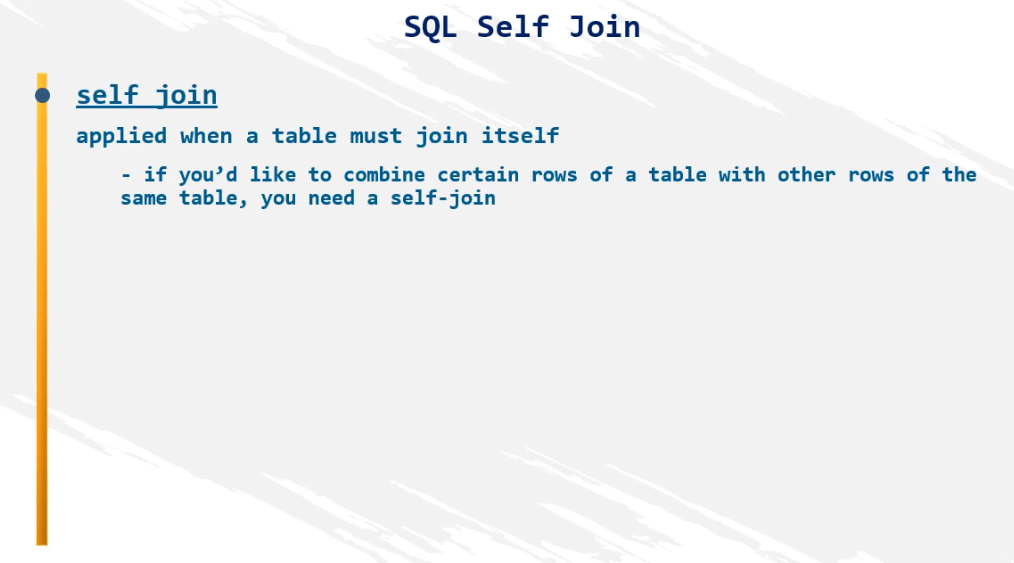 SQL Self Join
self join
applied when a table must join itself
- if you’d like to combine certain rows of a table with other rows of the
same table, you need a self-join